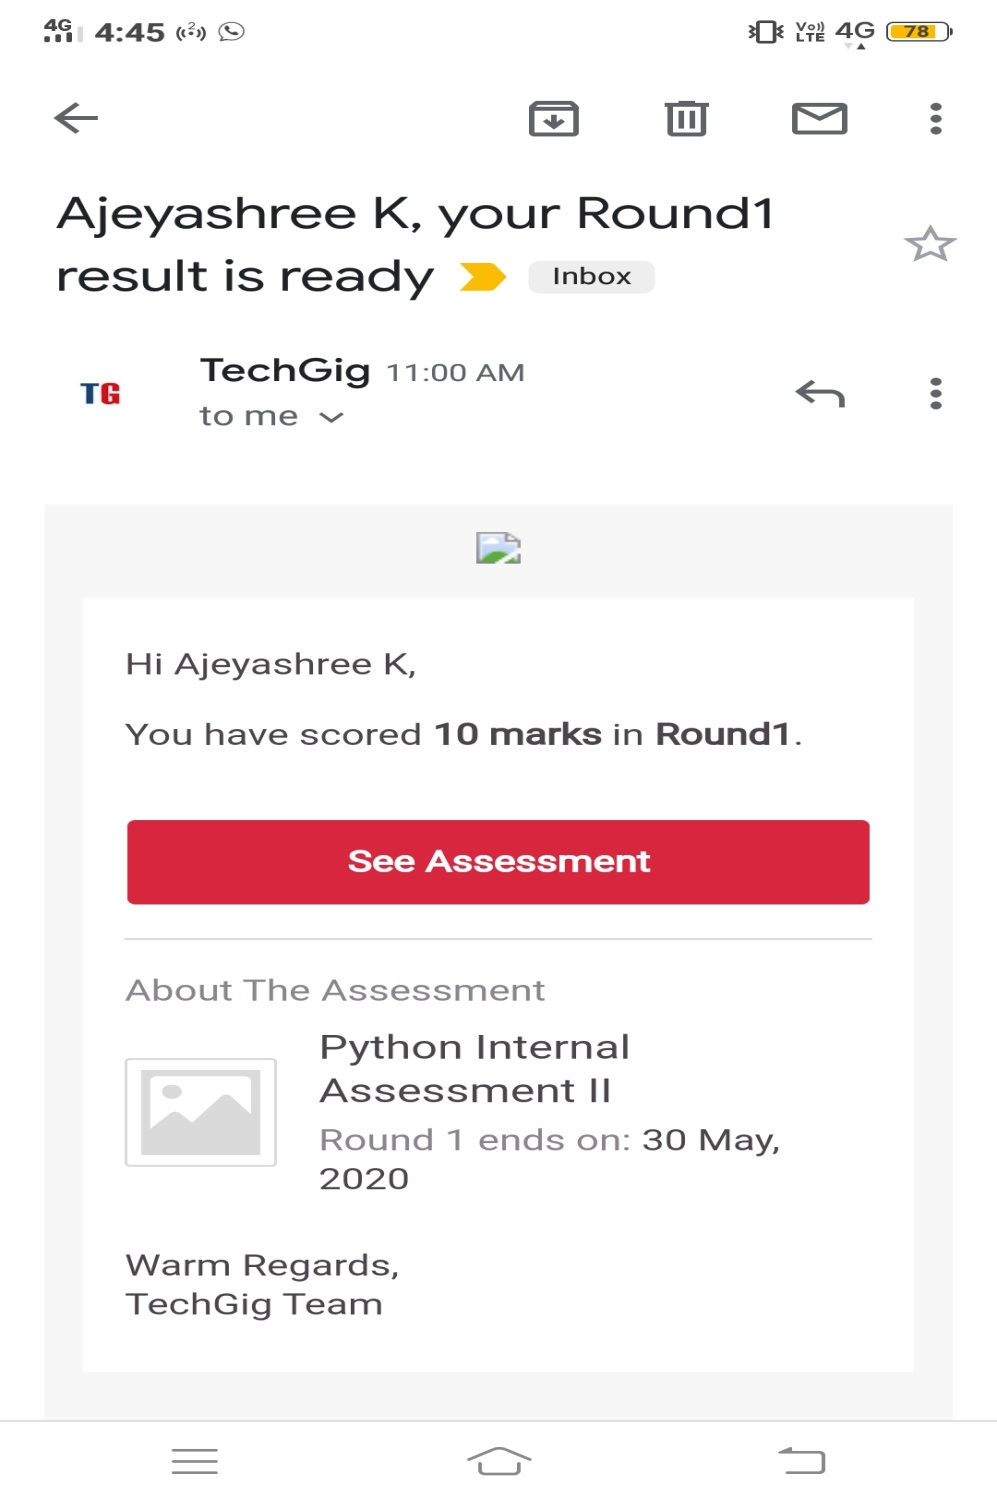 4G 4:45 Vo)) LTE 4G 78
Ajeyashree K, your Round1
result is ready Inbox
TechGig 11:00 AM
TG
to me
Hi Ajeyashree K,
You have scored 10 marks in Round1.
See Assessment
About The Assessment
Python Internal
Assessment II
Round 1 ends on: 30 May,
2020
Warm Regards,
TechGig Team